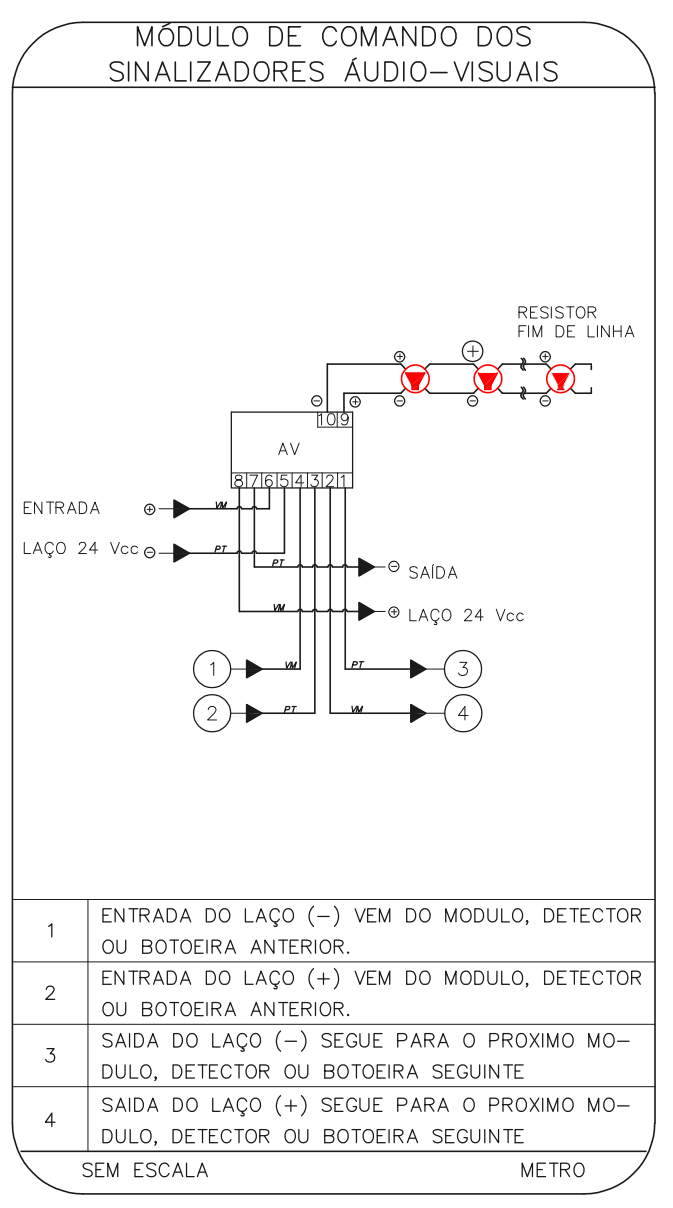 MÓDULO DE COMANDO DOS
SINALIZADORES ÁUDIO-VISUAIS
RESISTOR
FIM DE LINHA
+ + +
- + - - -
10 9
AV
8 7 6 5 4 3 2 1
ENTRADA + VM
LAÇO 24 Vcc - PT
PT - SAÍDA
VM + LAÇO 24 Vcc
1 VM PT 3
2 PT VM 4
1 ENTRADA DO LAÇO (-) VEM DO MODULO, DETECTOR
OU BOTOEIRA ANTERIOR.
2 ENTRADA DO LAÇO (+) VEM DO MODULO, DETECTOR
OU BOTOEIRA ANTERIOR.
3 SAIDA DO LAÇO (-) SEGUE PARA O PROXIMO MO-
DULO, DETECTOR OU BOTOEIRA SEGUINTE
4 SAIDA DO LAÇO (+) SEGUE PARA O PROXIMO MO-
DULO, DETECTOR OU BOTOEIRA SEGUINTE
SEM ESCALA METRO